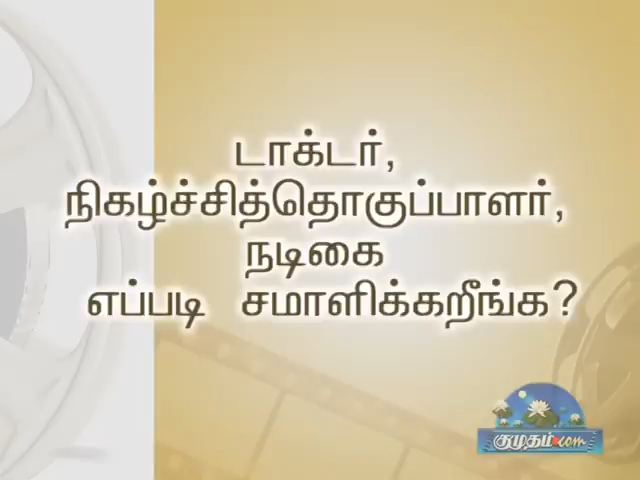 டாக்டர்,
நிகழ்ச்சித்தொகுப்பாளர்,
நடிகை
எப்படி சமாளிக்கறீங்க?
குமுதம்.com